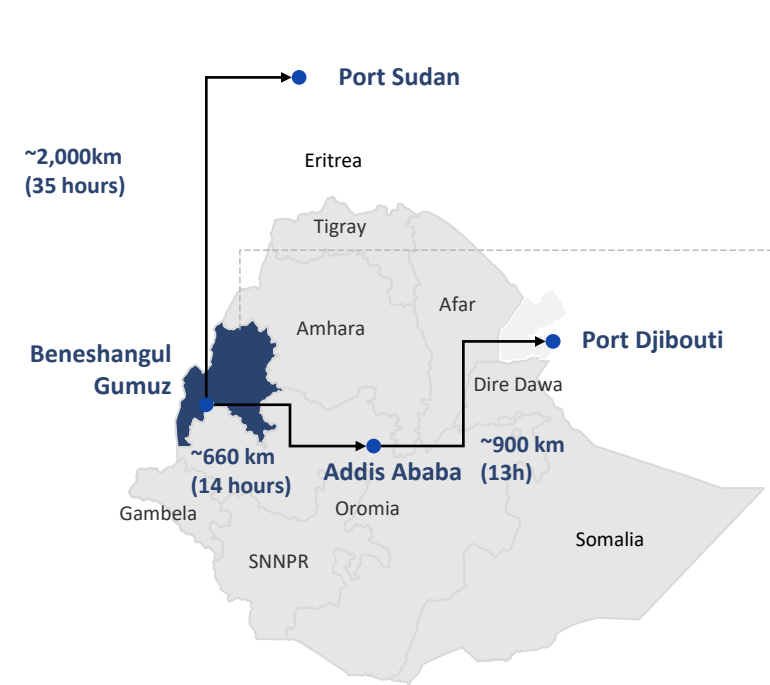 Port Sudan
~2,000km
(35 hours)
Eritrea
Tigray
Afar
Amhara
Port Djibouti
Beneshangul
Gumuz
Dire Dawa
~660 km
(14 hours)
Addis Ababa
~900 km
(13h)
Gambela
Oromia
Somalia
SNNPR